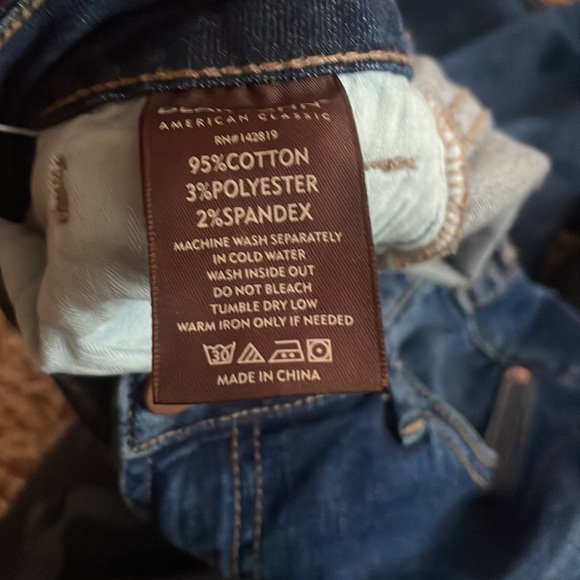 AMERICAN CLASSIC
RN#142819
95%COTTON
3%POLYESTER
2%SPANDEX
MACHINE WASH SEPARATELY
IN COLD WATER
WASH INSIDE OUT
DO NOT BLEACH
TUMBLE DRY LOW
WARM IRON ONLY IF NEEDED
30
MADE IN CHINA